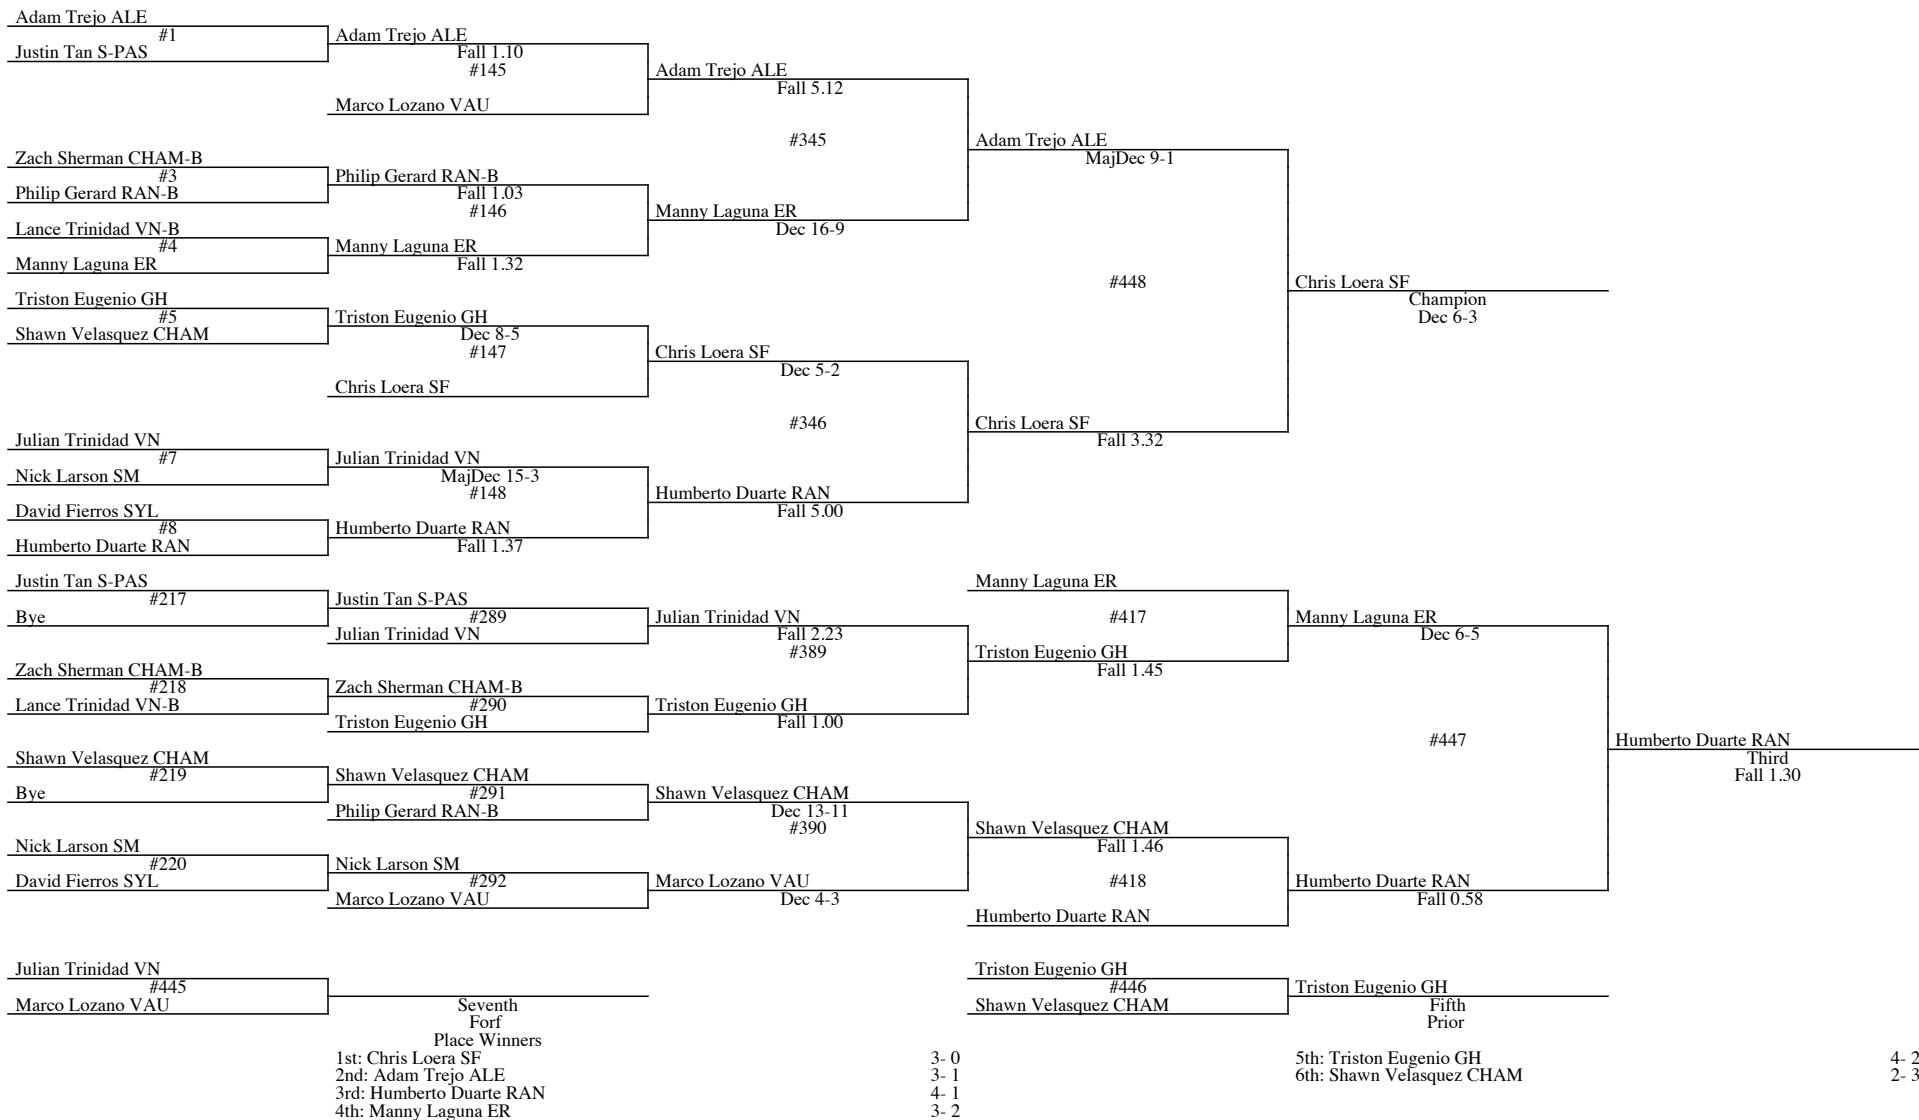 Adam Trejo ALE
#1
Justin Tan S-PAS
Adam Trejo ALE
Fall 1.10
#145
Marco Lozano VAU
Adam Trejo ALE
Fall 5.12
#345
Zach Sherman CHAM-B
#3
Philip Gerard RAN-B
Philip Gerard RAN-B
Fall 1.03
#146
Lance Trinidad VN-B
#4
Manny Laguna ER
Manny Laguna ER
Fall 1.32
Manny Laguna ER
Dec 16-9
Adam Trejo ALE
MajDec 9-1
#448
Triston Eugenio GH
#5
Shawn Velasquez CHAM
Triston Eugenio GH
Dec 8-5
#147
Chris Loera SF
Chris Loera SF
Dec 5-2
#346
Julian Trinidad VN
#7
Nick Larson SM
Julian Trinidad VN
MajDec 15-3
#148
David Fierros SYL
#8
Humberto Duarte RAN
Humberto Duarte RAN
Fall 1.37
Humberto Duarte RAN
Fall 5.00
Chris Loera SF
Fall 3.32
Chris Loera SF
Champion
Dec 6-3
Justin Tan S-PAS
#217
Bye
Justin Tan S-PAS
#289
Julian Trinidad VN
Julian Trinidad VN
Fall 2.23
#389
Zach Sherman CHAM-B
#218
Lance Trinidad VN-B
Zach Sherman CHAM-B
#290
Triston Eugenio GH
Triston Eugenio GH
Fall 1.00
Manny Laguna ER
#417
Triston Eugenio GH
Fall 1.45
Manny Laguna ER
Dec 6-5
#447
Shawn Velasquez CHAM
#219
Bye
Shawn Velasquez CHAM
#291
Philip Gerard RAN-B
Shawn Velasquez CHAM
Dec 13-11
#390
Nick Larson SM
#220
David Fierros SYL
Nick Larson SM
#292
Marco Lozano VAU
Marco Lozano VAU
Dec 4-3
Shawn Velasquez CHAM
Fall 1.46
#418
Humberto Duarte RAN
Humberto Duarte RAN
Fall 0.58
Humberto Duarte RAN
Third
Fall 1.30
Julian Trinidad VN
#445
Marco Lozano VAU
Seventh
Forf
Triston Eugenio GH
#446
Shawn Velasquez CHAM
Triston Eugenio GH
Fifth
Prior
Place Winners
1st: Chris Loera SF 3- 0
2nd: Adam Trejo ALE 3- 1
3rd: Humberto Duarte RAN 4- 1
4th: Manny Laguna ER 3- 2
5th: Triston Eugenio GH 4- 2
6th: Shawn Velasquez CHAM 2- 3